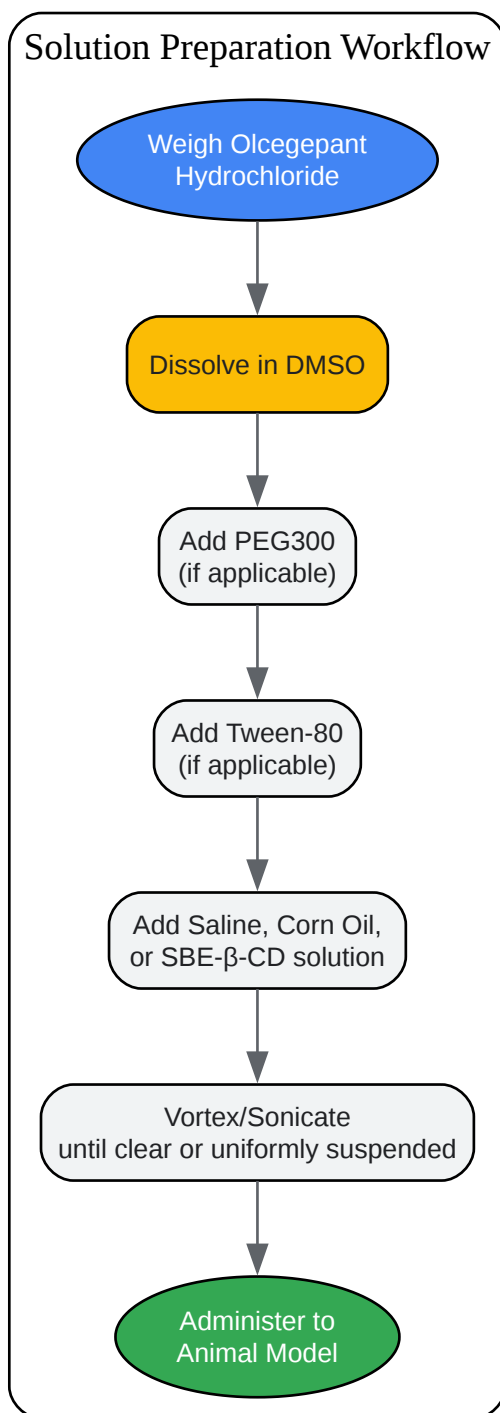 Solution Preparation Workflow
Weigh Olcegepant
Hydrochloride
Dissolve in DMSO
Add PEG300
(if applicable)
Add Tween-80
(if applicable)
Add Saline, Corn Oil,
or SBE-β-CD solution
Vortex/Sonicate
until clear or uniformly suspended
Administer to
Animal Model